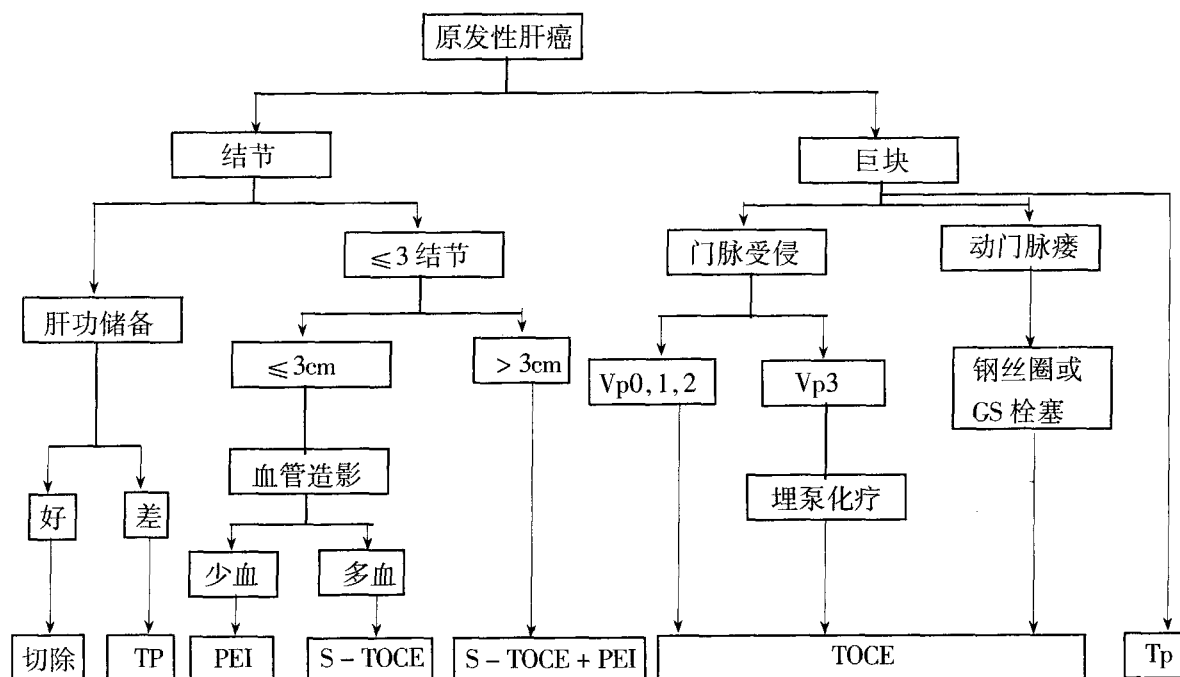 原发性肝癌
结节
巨块
≤3 结节
门脉受侵
动门脉瘘
肝功储备
≤3cm
>3cm
Vp0,1,2
Vp3
钢丝圈或
GS 栓塞
血管造影
埋泵化疗
好
差
少血
多血
切除
TP
PEI
S-TOCE
S-TOCE+PEI
TOCE
Tp